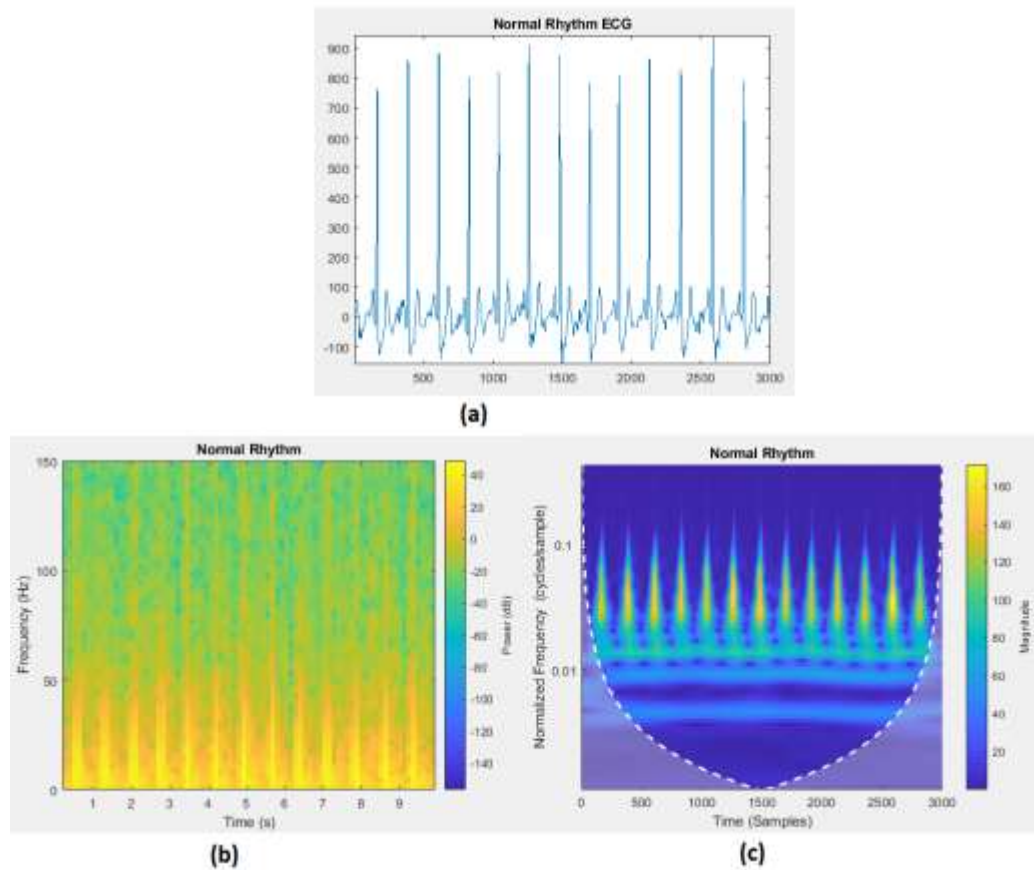 Normal Rhythm ECG
900
800
700
600
500
400
300
200
100
0
-100
500 1000 1500 2000 2500 3000
(a)
Normal Rhythm
150
100
50
0
Frequency (Hz)
1 2 3 4 5 6 7 8 9
Time (s)
40
20
0
-20
-40
-60
-80
-100
-120
-140
Power (dB)
(b)
Normal Rhythm
0.1
0.01
Normalized Frequency (cycles/sample)
0 500 1000 1500 2000 2500 3000
Time (Samples)
160
140
120
100
80
60
40
20
Magnitude
(c)